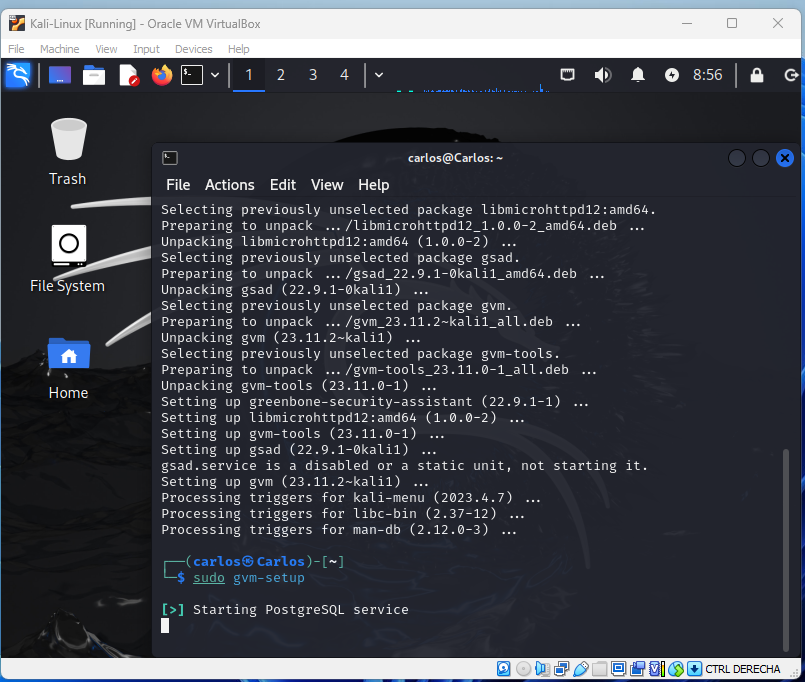 Kali-Linux [Running] - Oracle VM VirtualBox
File Machine View Input Devices Help
1 2 3 4 8:56
Trash
File System
Home
carlos@Carlos: ~
File Actions Edit View Help
Selecting previously unselected package libmicrohttpd12:amd64.
Preparing to unpack .../libmicrohttpd12_1.0.0-2_amd64.deb ...
Unpacking libmicrohttpd12:amd64 (1.0.0-2) ...
Selecting previously unselected package gsad.
Preparing to unpack .../gsad_22.9.1-0kali1_amd64.deb ...
Unpacking gsad (22.9.1-0kali1) ...
Selecting previously unselected package gvm.
Preparing to unpack .../gvm_23.11.2~kali1_all.deb ...
Unpacking gvm (23.11.2~kali1) ...
Selecting previously unselected package gvm-tools.
Preparing to unpack .../gvm-tools_23.11.0-1_all.deb ...
Unpacking gvm-tools (23.11.0-1) ...
Setting up greenbone-security-assistant (22.9.1-1) ...
Setting up libmicrohttpd12:amd64 (1.0.0-2) ...
Setting up gvm-tools (23.11.0-1) ...
Setting up gsad (22.9.1-0kali1) ...
gsad.service is a disabled or a static unit, not starting it.
Setting up gvm (23.11.2~kali1) ...
Processing triggers for kali-menu (2023.4.7) ...
Processing triggers for libc-bin (2.37-12) ...
Processing triggers for man-db (2.12.0-3) ...
┌──(carlos㉿Carlos)-[~]
└─$ sudo gvm-setup
[>] Starting PostgreSQL service
CTRL DERECHA